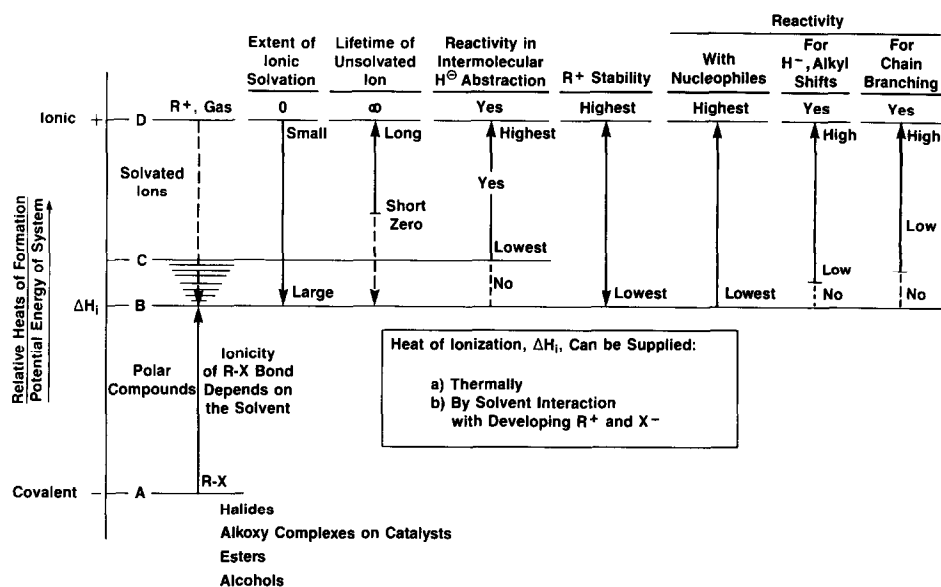 Reactivity
Extent of Ionic Solvation
Lifetime of Unsolvated Ion
Reactivity in Intermolecular H⊖ Abstraction
R+ Stability
With Nucleophiles
For H−, Alkyl Shifts
For Chain Branching
Ionic + D R+, Gas 0 ∞ Yes Highest Highest Yes Yes
Small Long Highest High High
Solvated Ions
Yes
Short
Zero
Low
C
Lowest
Low
No
No
No
Large
Lowest
Lowest
ΔHi B
Relative Heats of Formation
Potential Energy of System
Polar Compounds
Ionicity of R-X Bond Depends on the Solvent
Heat of Ionization, ΔHi, Can be Supplied:
a) Thermally
b) By Solvent Interaction
with Developing R+ and X−
R-X
Covalent − A
Halides
Alkoxy Complexes on Catalysts
Esters
Alcohols